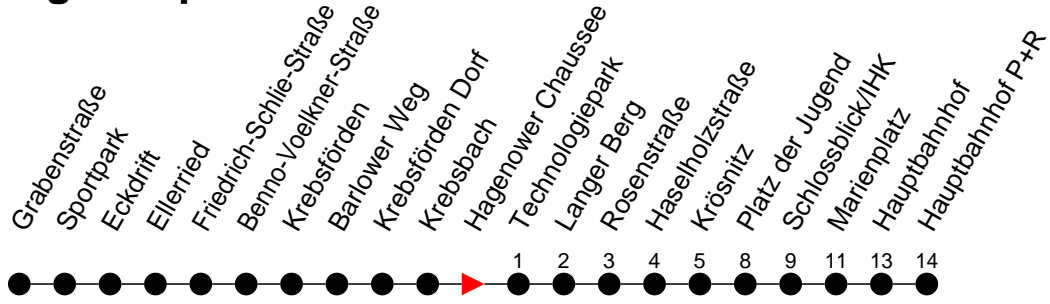 Grabenstraße
Sportpark
Eckdrift
Ellerried
Friedrich-Schlie-Straße
Benno-Voelkner-Straße
Krebsförden
Barlower Weg
Krebsförden Dorf
Krebsbach
Hagenower Chaussee
Technologiepark
Langer Berg
Rosenstraße
Haselholzstraße
Krösnitz
Platz der Jugend
Schlossblick/IHK
Marienplatz
Hauptbahnhof
Hauptbahnhof P+R
1 2 3 4 5 8 9 11 13 14